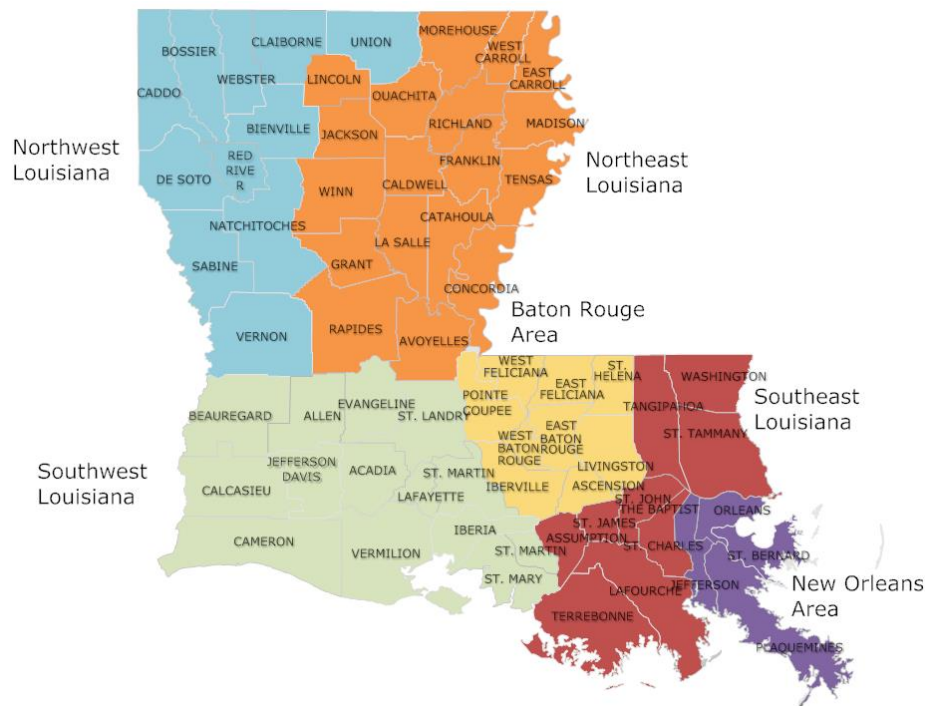 MOREHOUSE
CLAIBORNE
UNION
WEST
CARROLL
BOSSIER
LINCOLN
EAST
CARROLL
WEBSTER
CADDO
OUACHITA
BIENVILLE
RICHLAND
MADISON
JACKSON
Northwest
Louisiana
RED
RIVE
R
FRANKLIN
Northeast
Louisiana
DE SOTO
WINN
CALDWELL
TENSAS
NATCHITOCHES
CATAHOULA
LA SALLE
SABINE
GRANT
CONCORDIA
Baton Rouge
Area
VERNON
RAPIDES
AVOYELLES
WEST
FELICIANA
ST.
HELENA
WASHINGTON
EAST
FELICIANA
POINTE
COUPEE
EVANGELINE
BEAUREGARD
ALLEN
ST. LANDRY
TANGIPAHOA
Southeast
Louisiana
ST. TAMMANY
WEST
BATON
ROUGE
EAST
BATON
ROUGE
Southwest
Louisiana
JEFFERSON
DAVIS
ACADIA
ST. MARTIN
LIVINGSTON
CALCASIEU
LAFAYETTE
IBERVILLE
ASCENSION
ST. JOHN
THE BAPTIST
ORLEANS
IBERIA
ST. JAMES
CAMERON
ASSUMPTION
ST. CHARLES
VERMILION
ST. MARTIN
ST. BERNARD
ST. MARY
LAFOURCHE
JEFFERSON
New Orleans
Area
TERREBONNE
PLAQUEMINES